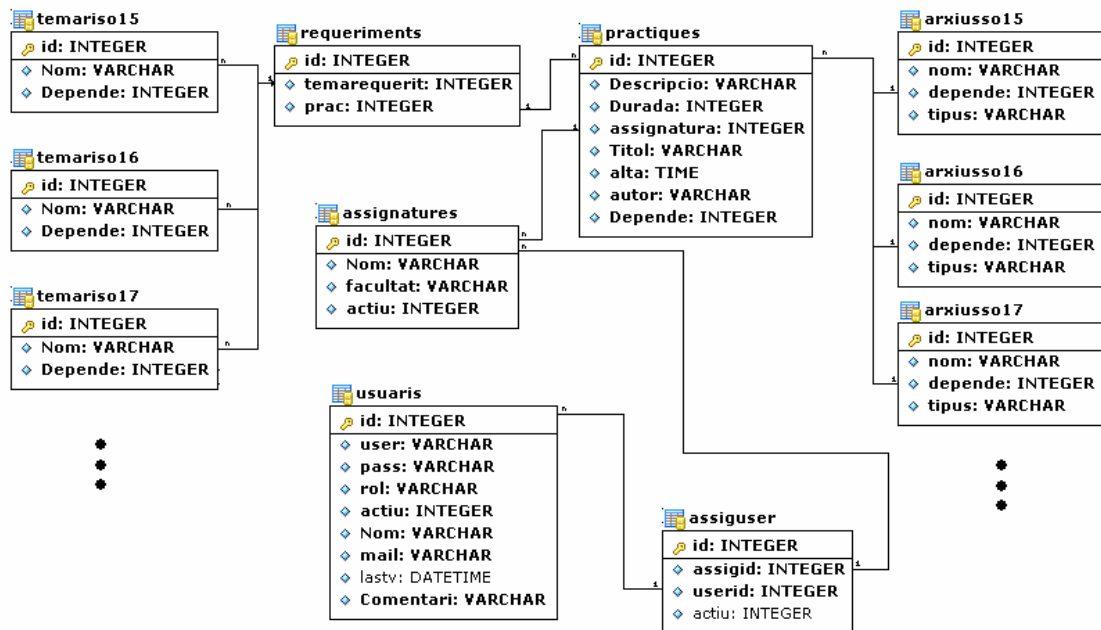 temariso15
id: INTEGER
Nom: VARCHAR
Depende: INTEGER
temariso16
id: INTEGER
Nom: VARCHAR
Depende: INTEGER
temariso17
id: INTEGER
Nom: VARCHAR
Depende: INTEGER
requeriments
id: INTEGER
temarequerit: INTEGER
prac: INTEGER
assignatures
id: INTEGER
Nom: VARCHAR
facultat: VARCHAR
actiu: INTEGER
usuaris
id: INTEGER
user: VARCHAR
pass: VARCHAR
rol: VARCHAR
actiu: INTEGER
Nom: VARCHAR
mail: VARCHAR
lastv: DATETIME
Comentari: VARCHAR
practiques
id: INTEGER
Descripcio: VARCHAR
Durada: INTEGER
assignatura: INTEGER
Titol: VARCHAR
alta: TIME
autor: VARCHAR
Depende: INTEGER
assiguser
id: INTEGER
assigid: INTEGER
userid: INTEGER
actiu: INTEGER
arxiusso15
id: INTEGER
nom: VARCHAR
depende: INTEGER
tipus: VARCHAR
arxiusso16
id: INTEGER
nom: VARCHAR
depende: INTEGER
tipus: VARCHAR
arxiusso17
id: INTEGER
nom: VARCHAR
depende: INTEGER
tipus: VARCHAR